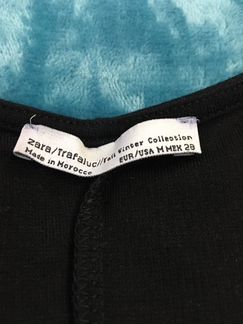 Zara/Trafaluc//Fall Winter Collection
Made in Morocco EUR/USA M MEX 28